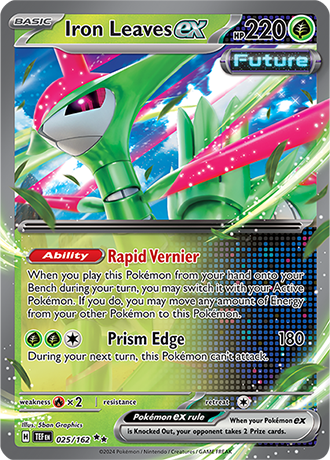 BASIC Iron Leaves ex HP 220
Future
Ability Rapid Vernier
When you play this Pokémon from your hand onto your
Bench during your turn, you may switch it with your Active
Pokémon. If you do, you may move any amount of Energy
from your other Pokémon to this Pokémon.
Prism Edge 180
During your next turn, this Pokémon can't attack.
weakness ×2 resistance retreat
Illus. 5ban Graphics
Pokémon ex rule
When your Pokémon ex
is Knocked Out, your opponent takes 2 Prize cards.
H TEF EN 025/162
©2024 Pokémon / Nintendo / Creatures / GAME FREAK